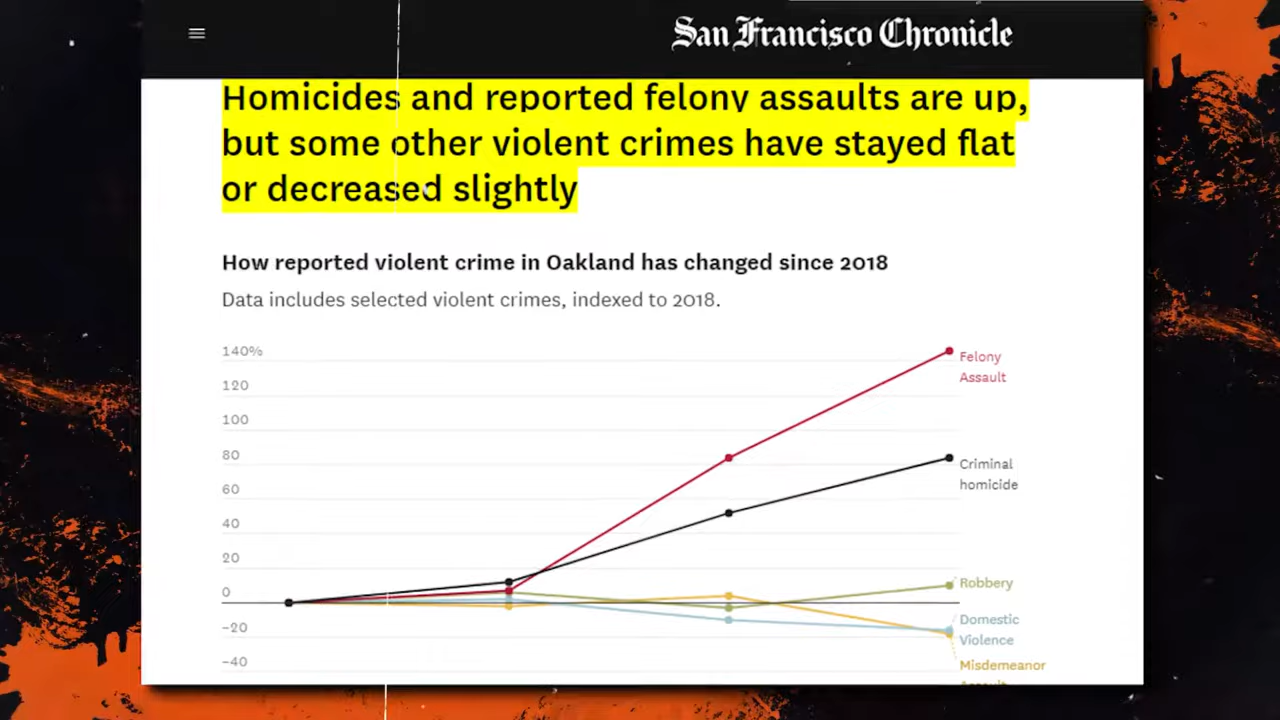 San Francisco Chronicle
Homicides and reported felony assaults are up,
but some other violent crimes have stayed flat
or decreased slightly
How reported violent crime in Oakland has changed since 2018
Data includes selected violent crimes, indexed to 2018.
140%
120
100
80
60
40
20
0
−20
−40
Felony
Assault
Criminal
homicide
Robbery
Domestic
Violence
Misdemeanor